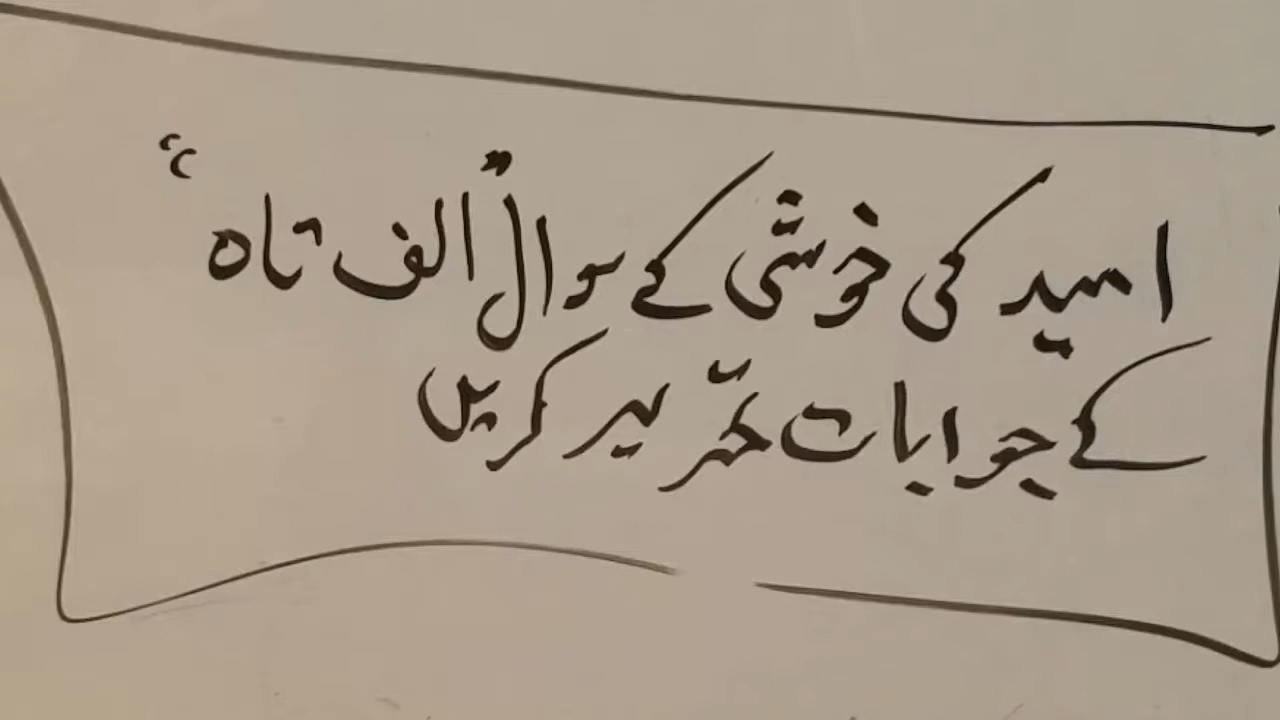 امید کی خوشی کے سوال "الف تا ہ"
کے جوابات تحریر کریں